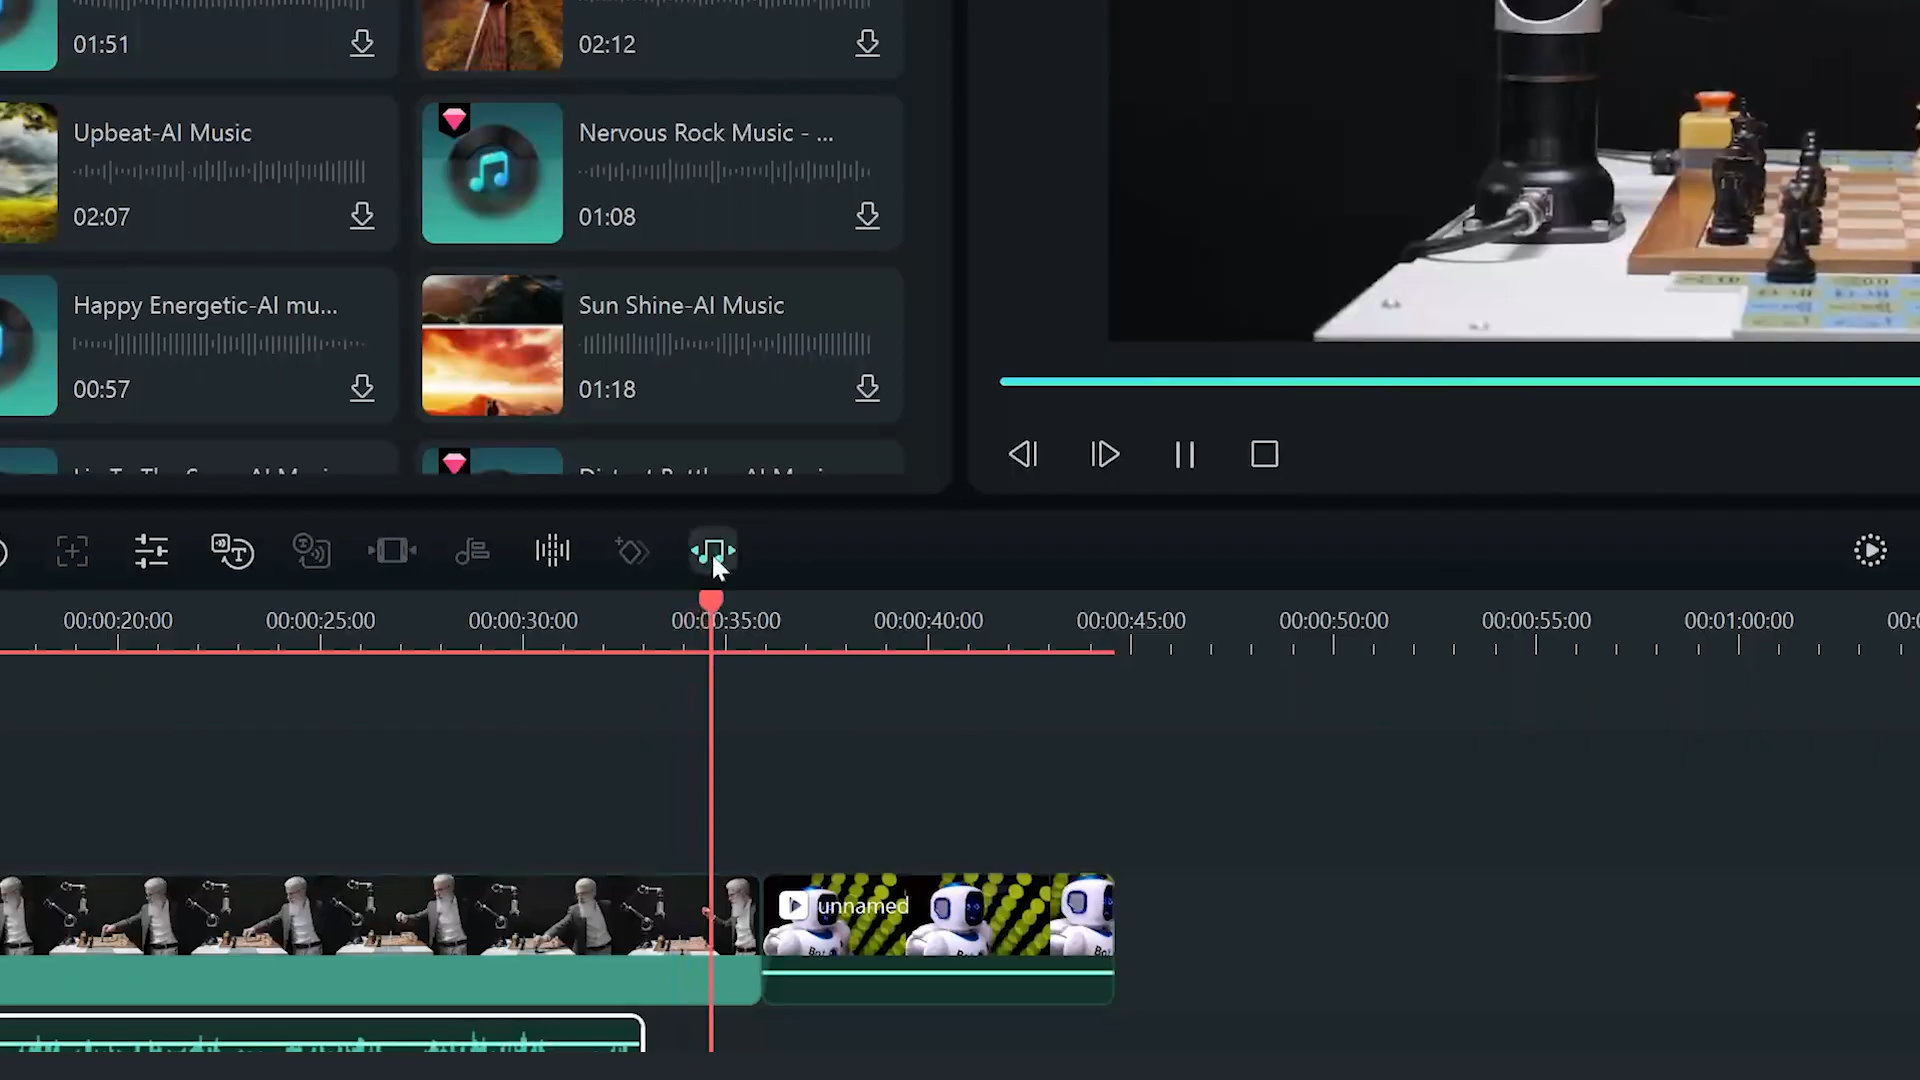 01:51
02:12
Upbeat-AI Music
02:07
Nervous Rock Music - ...
01:08
Happy Energetic-AI mu...
00:57
Sun Shine-AI Music
01:18
00:00:20:00 00:00:25:00 00:00:30:00 00:00:35:00 00:00:40:00 00:00:45:00 00:00:50:00 00:00:55:00 00:01:00:00 00:0
unnamed